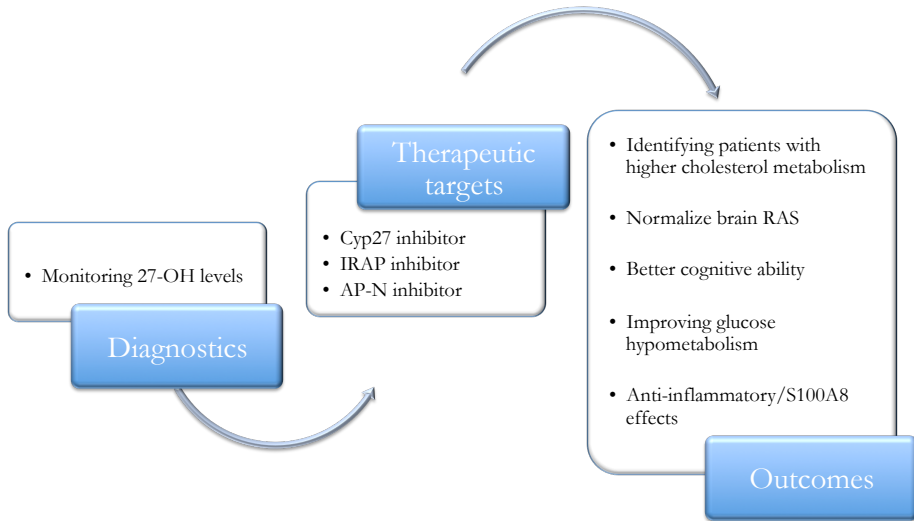 • Monitoring 27-OH levels
Diagnostics
Therapeutic
targets
• Cyp27 inhibitor
• IRAP inhibitor
• AP-N inhibitor
• Identifying patients with
higher cholesterol metabolism
• Normalize brain RAS
• Better cognitive ability
• Improving glucose
hypometabolism
• Anti-inflammatory/S100A8
effects
Outcomes